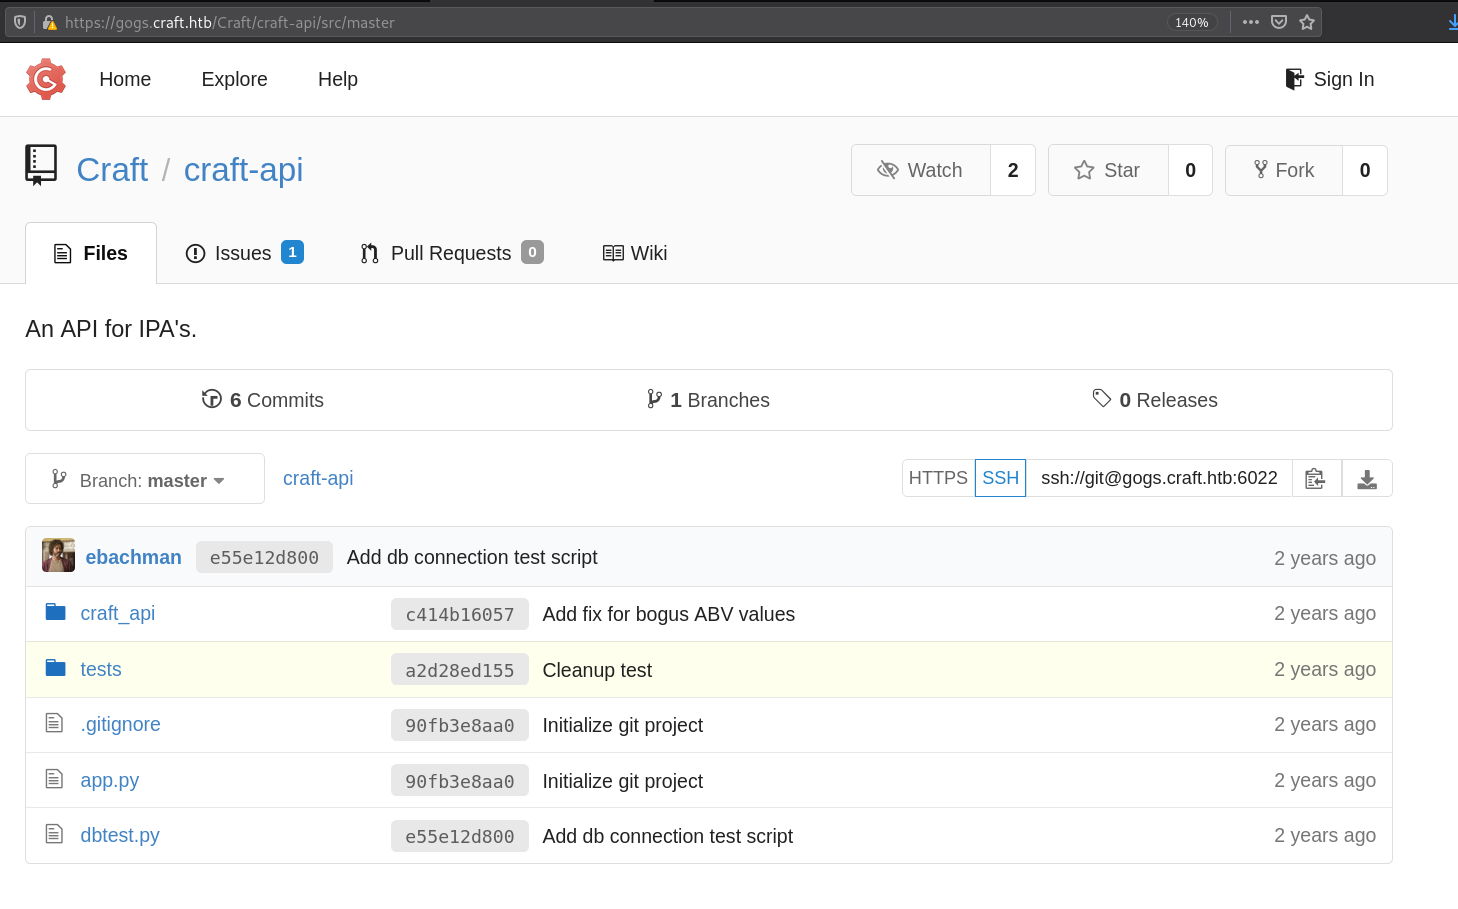 https://gogs.craft.htb/Craft/craft-api/src/master 140%
Home Explore Help Sign In
Craft / craft-api Watch 2 Star 0 Fork 0
Files Issues 1 Pull Requests 0 Wiki
An API for IPA's.
6 Commits 1 Branches 0 Releases
Branch: master craft-api HTTPS SSH ssh://git@gogs.craft.htb:6022
ebachman e55e12d800 Add db connection test script 2 years ago
craft_api c414b16057 Add fix for bogus ABV values 2 years ago
tests a2d28ed155 Cleanup test 2 years ago
.gitignore 90fb3e8aa0 Initialize git project 2 years ago
app.py 90fb3e8aa0 Initialize git project 2 years ago
dbtest.py e55e12d800 Add db connection test script 2 years ago